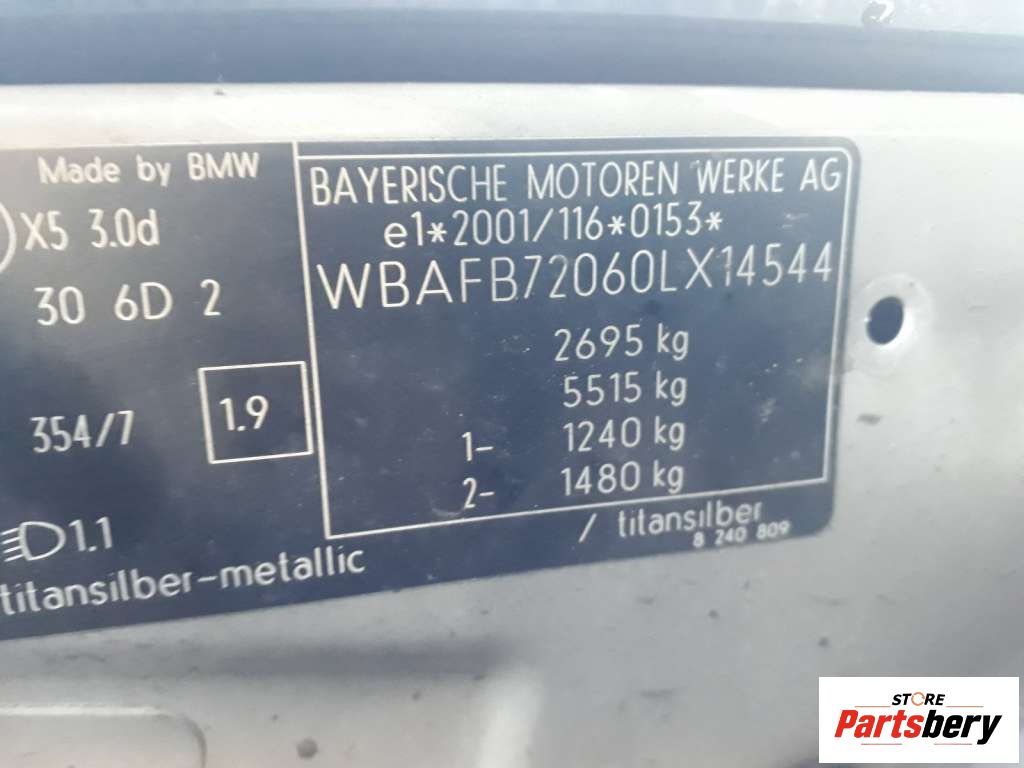 Made by BMW
X5 3.0d
30 6D 2
354/7
1.9
1.1
titansilber-metallic
BAYERISCHE MOTOREN WERKE AG
e1*2001/116*0153*
WBAFB72060LX14544
2695 kg
5515 kg
1- 1240 kg
2- 1480 kg
/ titansilber
8 240 809
STORE
Partsbery